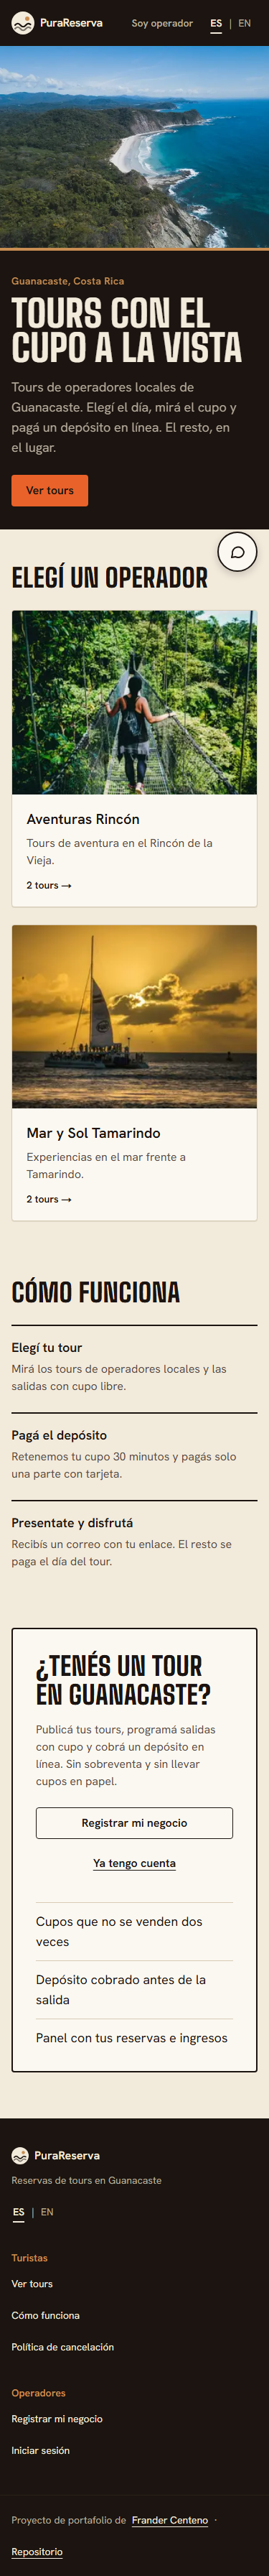 PuraReserva
Soy operador
ES | EN
Guanacaste, Costa Rica
TOURS CON EL
CUPO A LA VISTA
Tours de operadores locales de
Guanacaste. Elegí el día, mirá el cupo y
pagá un depósito en línea. El resto, en
el lugar.
Ver tours
ELEGÍ UN OPERADOR
Aventuras Rincón
Tours de aventura en el Rincón de la
Vieja.
2 tours →
Mar y Sol Tamarindo
Experiencias en el mar frente a
Tamarindo.
2 tours →
CÓMO FUNCIONA
Elegí tu tour
Mirá los tours de operadores locales y las
salidas con cupo libre.
Pagá el depósito
Retenemos tu cupo 30 minutos y pagás solo
una parte con tarjeta.
Presentate y disfrutá
Recibís un correo con tu enlace. El resto se
paga el día del tour.
¿TENÉS UN TOUR
EN GUANACASTE?
Publicá tus tours, programá salidas
con cupo y cobrá un depósito en
línea. Sin sobreventa y sin llevar
cupos en papel.
Registrar mi negocio
Ya tengo cuenta
Cupos que no se venden dos
veces
Depósito cobrado antes de la
salida
Panel con tus reservas e ingresos
PuraReserva
Reservas de tours en Guanacaste
ES | EN
Turistas
Ver tours
Cómo funciona
Política de cancelación
Operadores
Registrar mi negocio
Iniciar sesión
Proyecto de portafolio de Frander Centeno ·
Repositorio